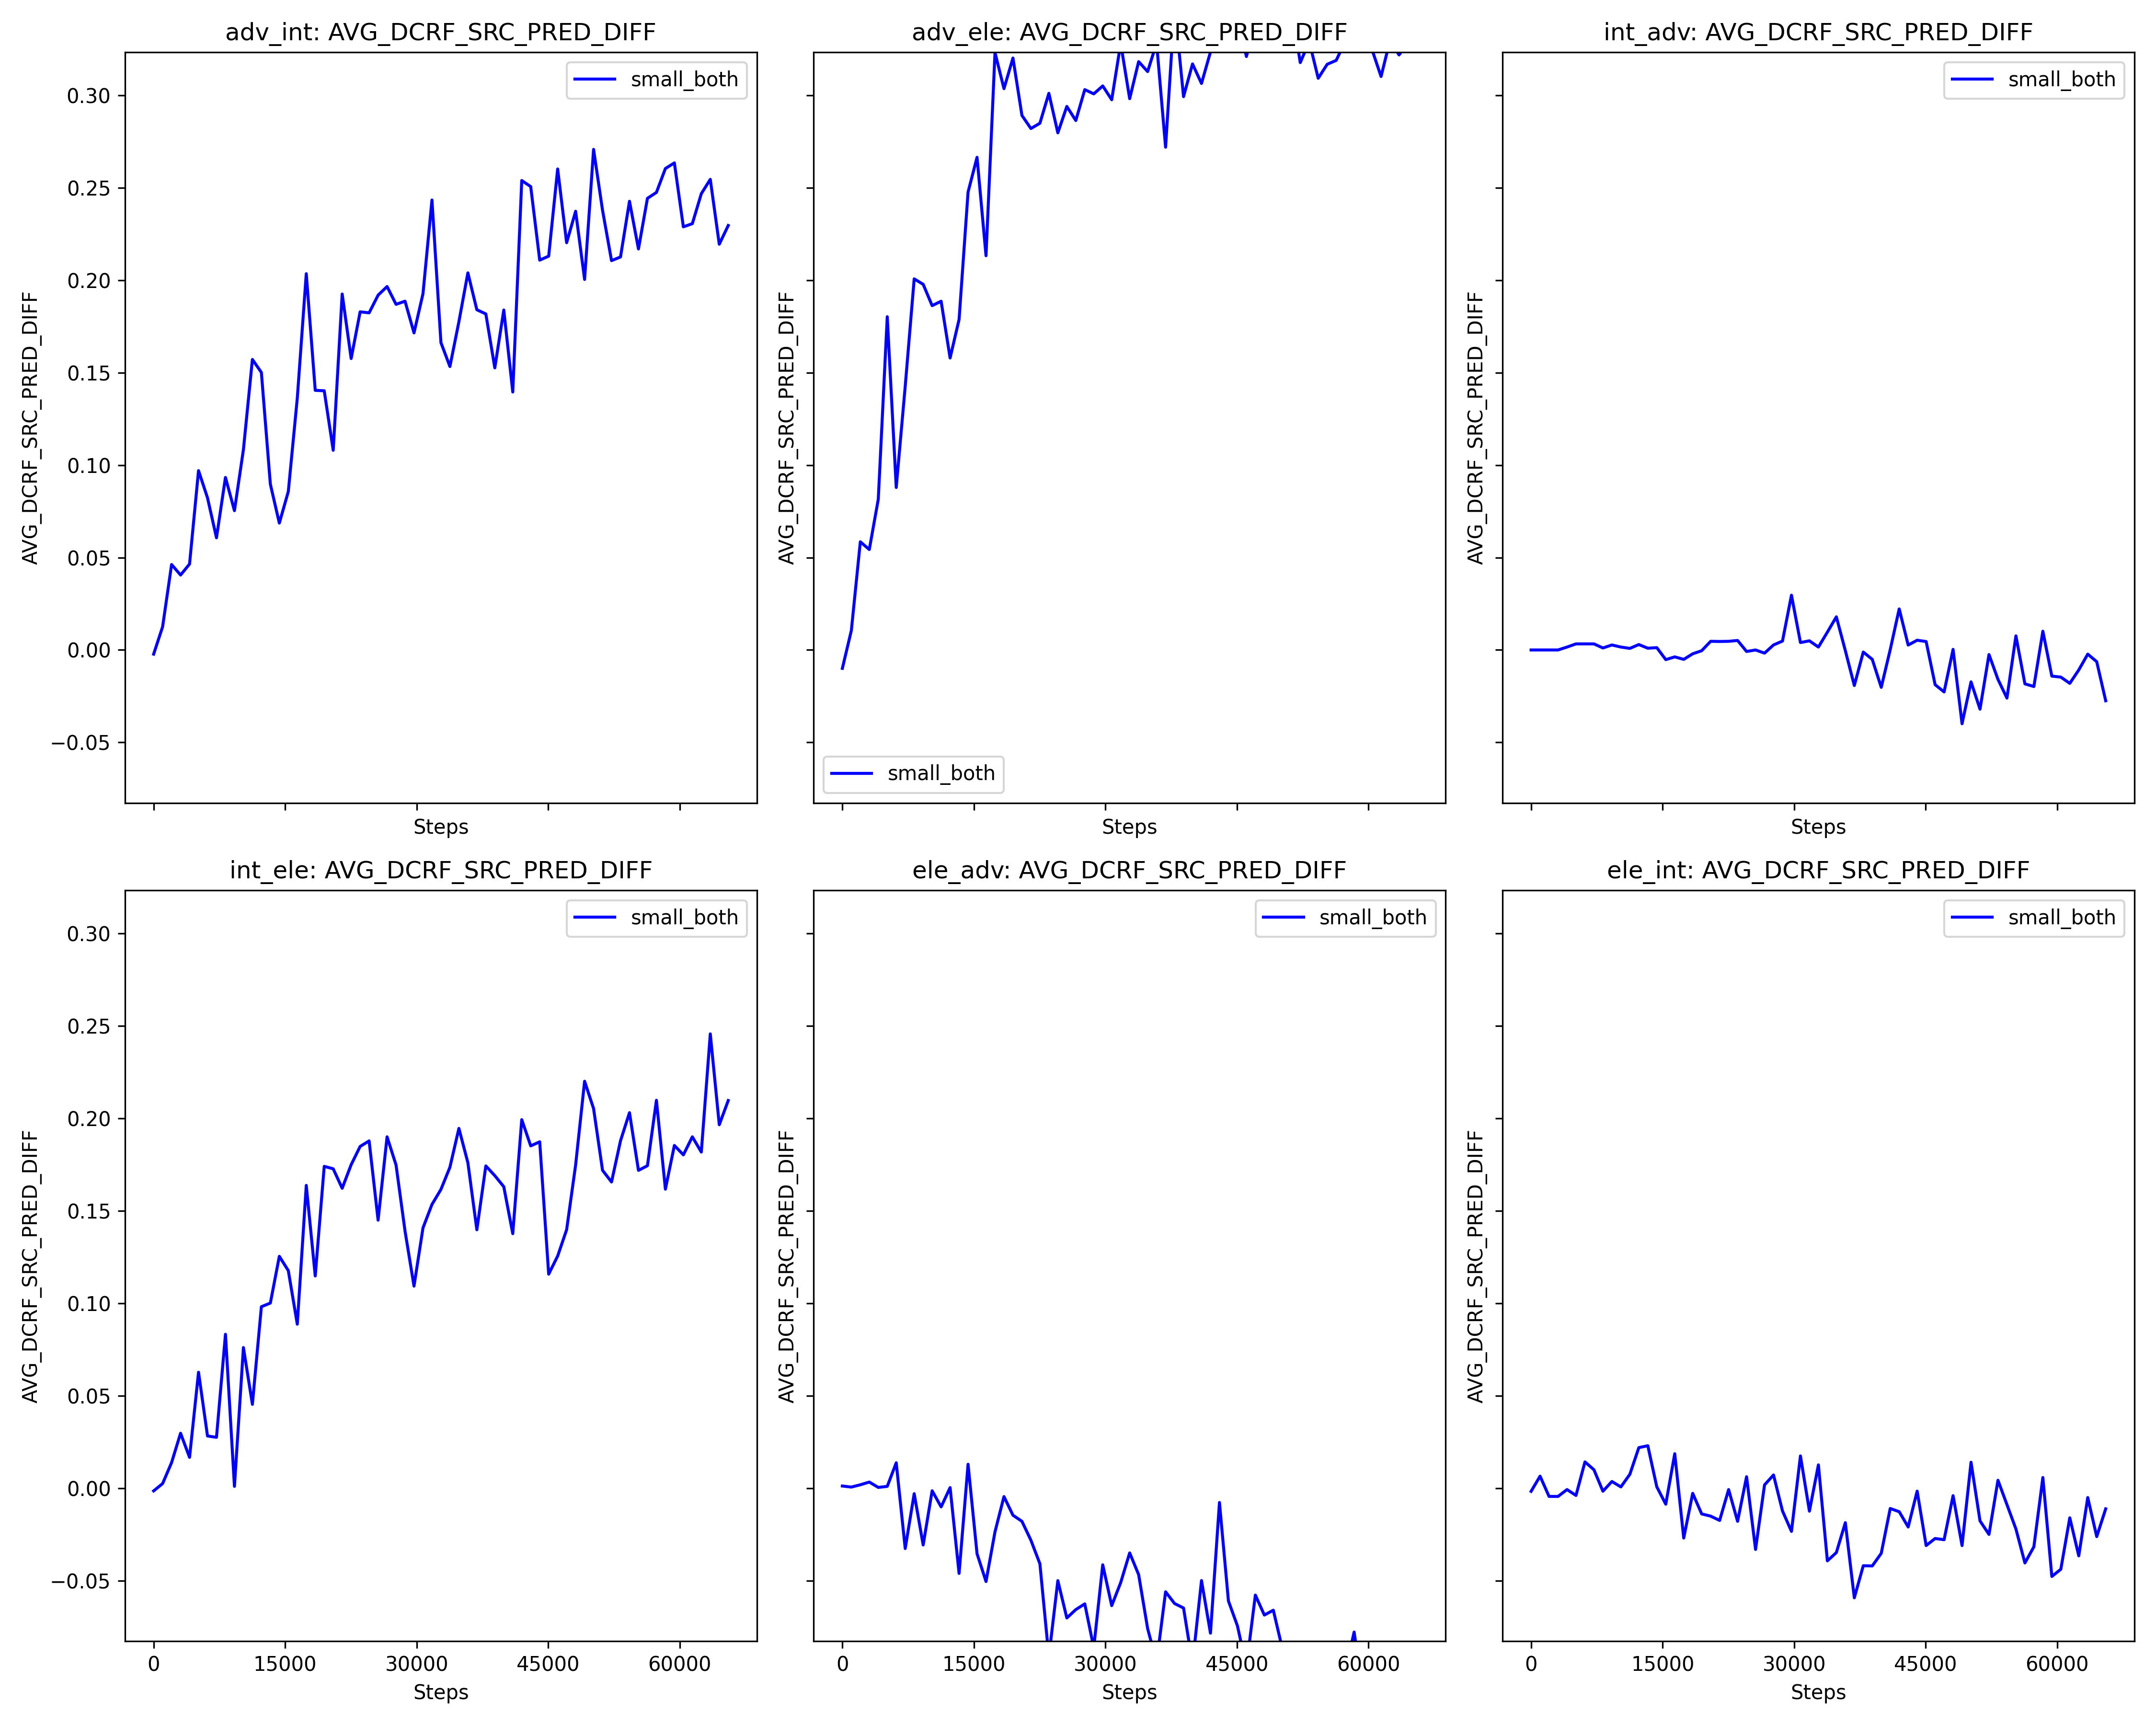 adv_int: AVG_DCRF_SRC_PRED_DIFF
AVG_DCRF_SRC_PRED_DIFF
0.30
0.25
0.20
0.15
0.10
0.05
0.00
−0.05
small_both
Steps
adv_ele: AVG_DCRF_SRC_PRED_DIFF
AVG_DCRF_SRC_PRED_DIFF
small_both
Steps
int_adv: AVG_DCRF_SRC_PRED_DIFF
AVG_DCRF_SRC_PRED_DIFF
small_both
Steps
int_ele: AVG_DCRF_SRC_PRED_DIFF
AVG_DCRF_SRC_PRED_DIFF
0.30
0.25
0.20
0.15
0.10
0.05
0.00
−0.05
small_both
0 15000 30000 45000 60000
Steps
ele_adv: AVG_DCRF_SRC_PRED_DIFF
AVG_DCRF_SRC_PRED_DIFF
small_both
0 15000 30000 45000 60000
Steps
ele_int: AVG_DCRF_SRC_PRED_DIFF
AVG_DCRF_SRC_PRED_DIFF
small_both
0 15000 30000 45000 60000
Steps